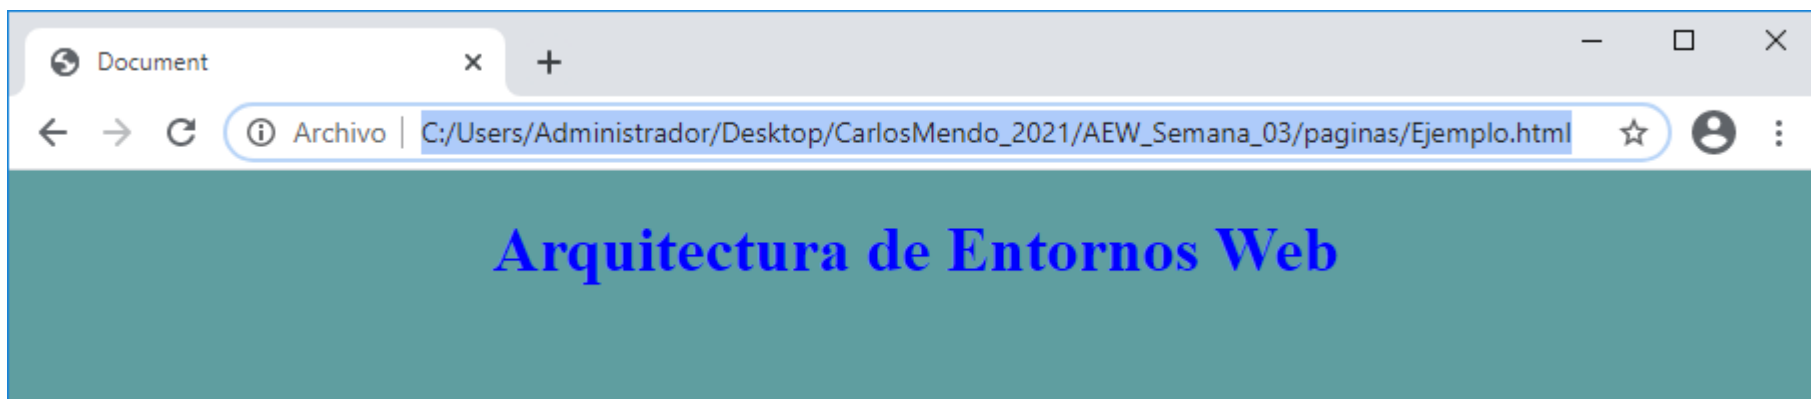 Document
Archivo C:/Users/Administrador/Desktop/CarlosMendo_2021/AEW_Semana_03/paginas/Ejemplo.html
Arquitectura de Entornos Web